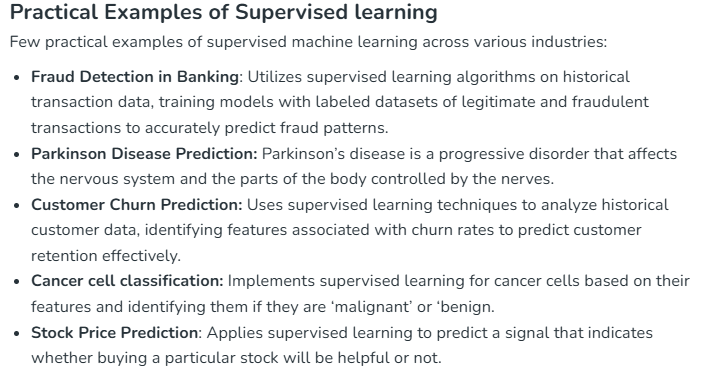 Practical Examples of Supervised learning
Few practical examples of supervised machine learning across various industries:
• Fraud Detection in Banking: Utilizes supervised learning algorithms on historical
transaction data, training models with labeled datasets of legitimate and fraudulent
transactions to accurately predict fraud patterns.
• Parkinson Disease Prediction: Parkinson’s disease is a progressive disorder that affects
the nervous system and the parts of the body controlled by the nerves.
• Customer Churn Prediction: Uses supervised learning techniques to analyze historical
customer data, identifying features associated with churn rates to predict customer
retention effectively.
• Cancer cell classification: Implements supervised learning for cancer cells based on their
features and identifying them if they are ‘malignant’ or ‘benign.
• Stock Price Prediction: Applies supervised learning to predict a signal that indicates
whether buying a particular stock will be helpful or not.